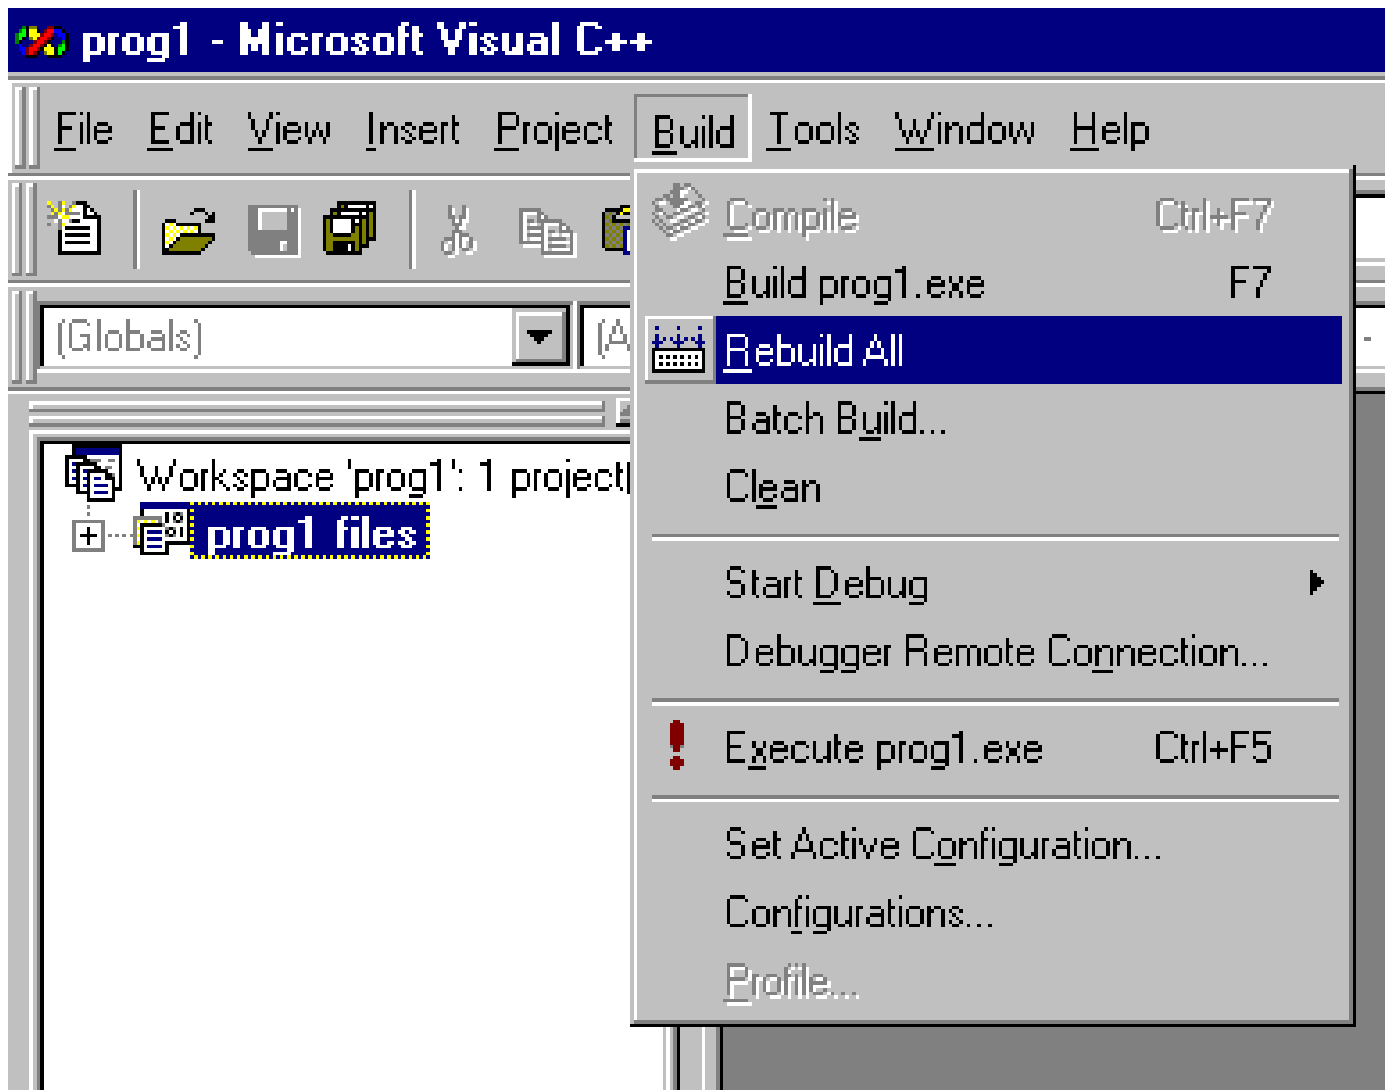 prog1 - Microsoft Visual C++
File Edit View Insert Project Build Tools Window Help
Compile Ctrl+F7
Build prog1.exe F7
(Globals) (A
Rebuild All
Batch Build...
Workspace 'prog1': 1 project(
Clean
prog1 files
Start Debug
Debugger Remote Connection...
Execute prog1.exe Ctrl+F5
Set Active Configuration...
Configurations...
Profile...